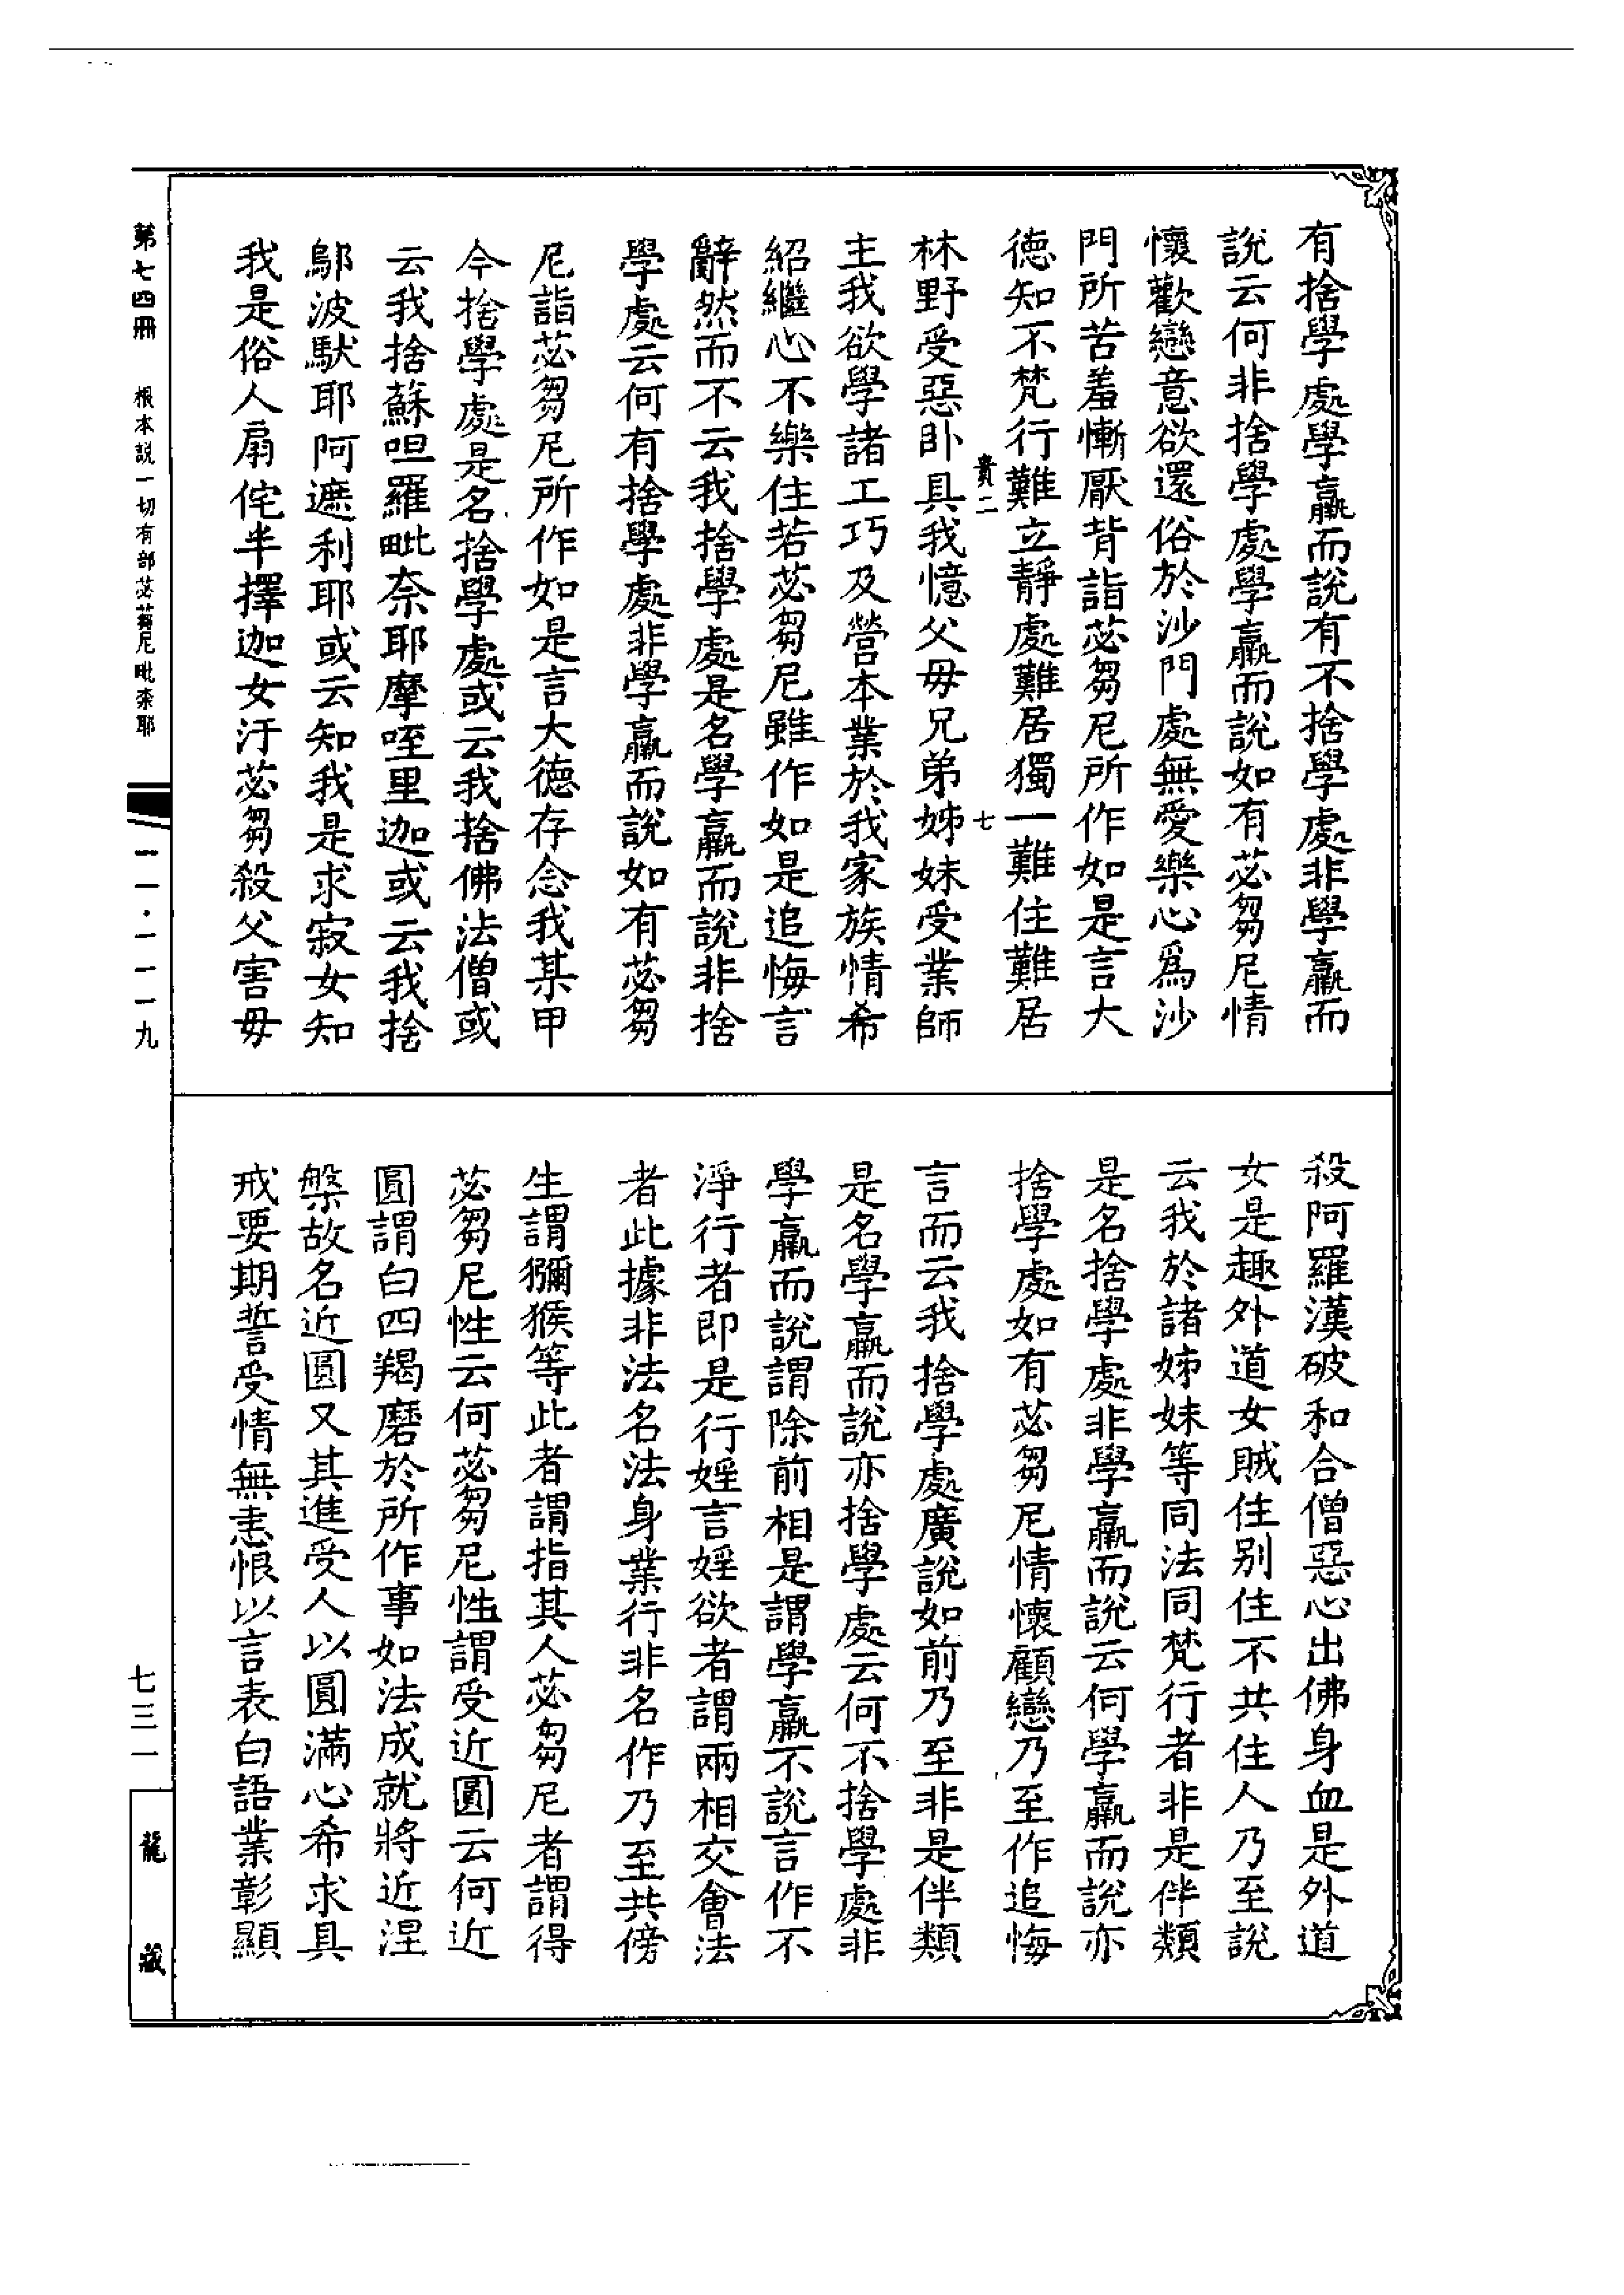 有捨學處學羸而說有不捨學處非學羸而
說云何非捨學處學羸而說如有苾芻尼情
懷歡戀意欲還俗於沙門處無愛樂心為沙
門所苦羞慚厭背詣苾芻尼所作如是言大
德知不梵行難立靜處難居獨一難住難居
貴二 七
林野受惡臥具我憶父母兄弟姊妹受業師
主我欲學諸工巧及營本業於我家族情希
紹繼心不樂住若苾芻尼雖作如是追悔言
辭然而不云我捨學處是名學羸而說非捨
學處云何有捨學處非學羸而說如有苾芻
尼詣苾芻尼所作如是言大德存念我某甲
今捨學處是名捨學處或云我捨佛法僧或
云我捨蘇呾羅毗奈耶摩咥里迦或云我捨
鄔波馱耶阿遮利耶或云知我是求寂女知
我是俗人扇侘半擇迦女汙苾芻殺父害母
殺阿羅漢破和合僧惡心出佛身血是外道
女是趣外道女賊住別住不共住人乃至說
云我於諸姊妹等同法同梵行者非是伴類
是名捨學處非學羸而說云何學羸而說亦
捨學處如有苾芻尼情懷顧戀乃至作追悔
言而云我捨學處廣說如前乃至非是伴類
是名學羸而說亦捨學處云何不捨學處非
學羸而說謂除前相是謂學羸不說言作不
淨行者即是行婬言婬欲者謂兩相交會法
者此據非法名法身業行非名作乃至共傍
生謂獼猴等此者謂指其人苾芻尼者謂得
苾芻尼性云何苾芻尼性謂受近圓云何近
圓謂白四羯磨於所作事如法成就將近涅
槃故名近圓又其進受人以圓滿心希求具
戒要期誓受情無恚恨以言表白語業彰顯
第七四冊 根本說一切有部苾蒭尼毗奈耶
一一·一一一九
七三一
龍藏